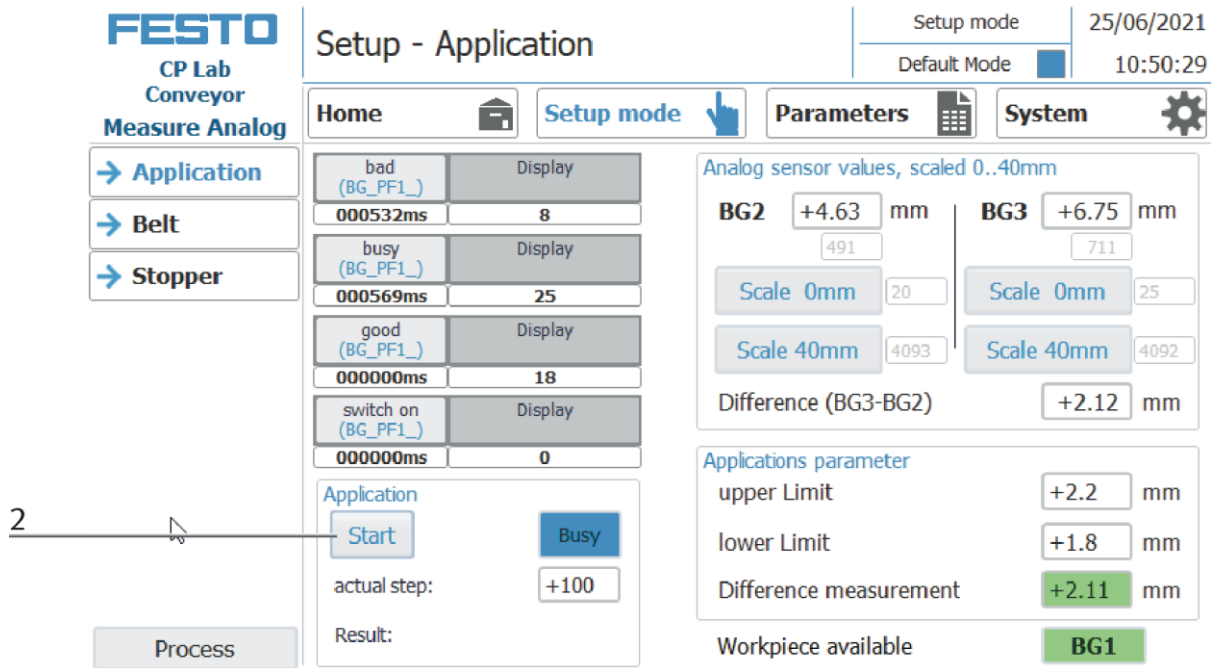 FESTO
CP Lab
Conveyor
Measure Analog
Setup - Application
Setup mode
Default Mode
25/06/2021
10:50:29
Home
Setup mode
Parameters
System
Application
Belt
Stopper
bad
(BG_PF1_)
Display
000532ms 8
busy
(BG_PF1_)
Display
000569ms 25
good
(BG_PF1_)
Display
000000ms 18
switch on
(BG_PF1_)
Display
000000ms 0
Application
2
Start Busy
actual step: +100
Result:
Process
Analog sensor values, scaled 0..40mm
BG2 +4.63 mm BG3 +6.75 mm
491 711
Scale 0mm 20 Scale 0mm 25
Scale 40mm 4093 Scale 40mm 4092
Difference (BG3-BG2) +2.12 mm
Applications parameter
upper Limit +2.2 mm
lower Limit +1.8 mm
Difference measurement +2.11 mm
Workpiece available BG1